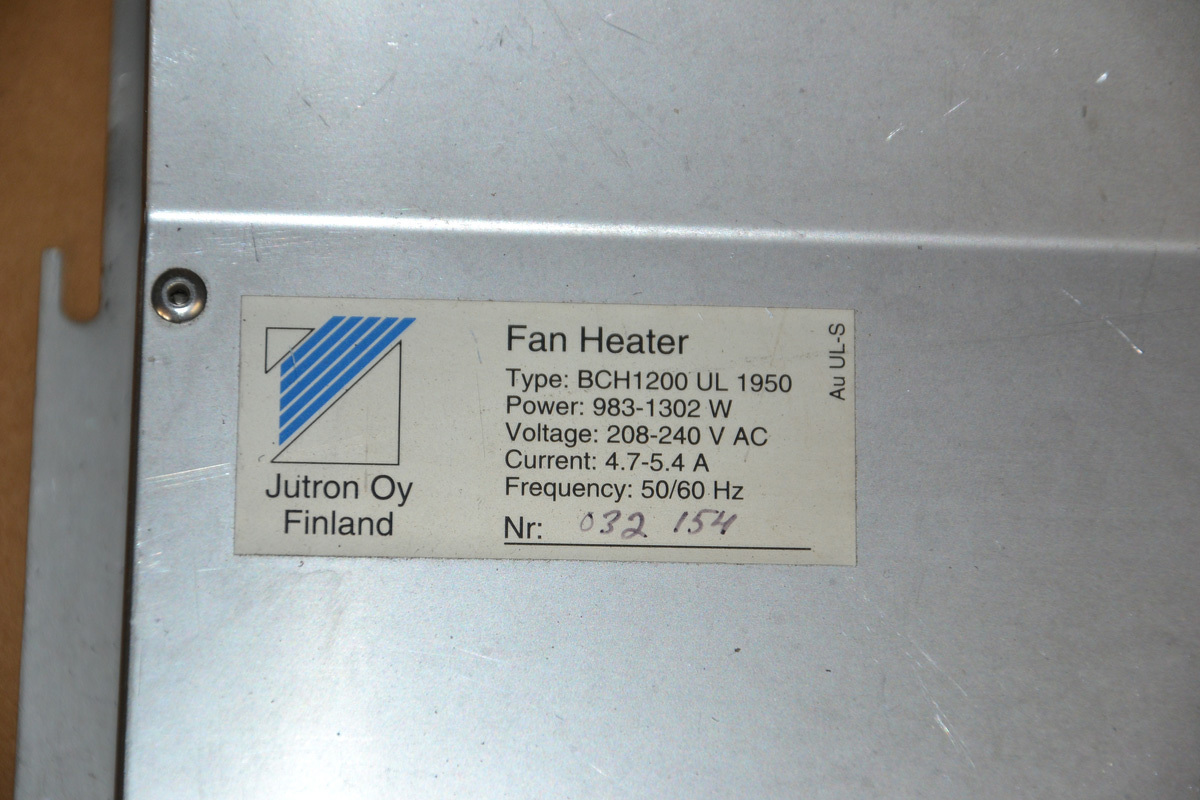 Jutron Oy
Finland
Fan Heater
Type: BCH1200 UL 1950
Power: 983-1302 W
Voltage: 208-240 V AC
Current: 4.7-5.4 A
Frequency: 50/60 Hz
Nr: 032 154
Au UL-S